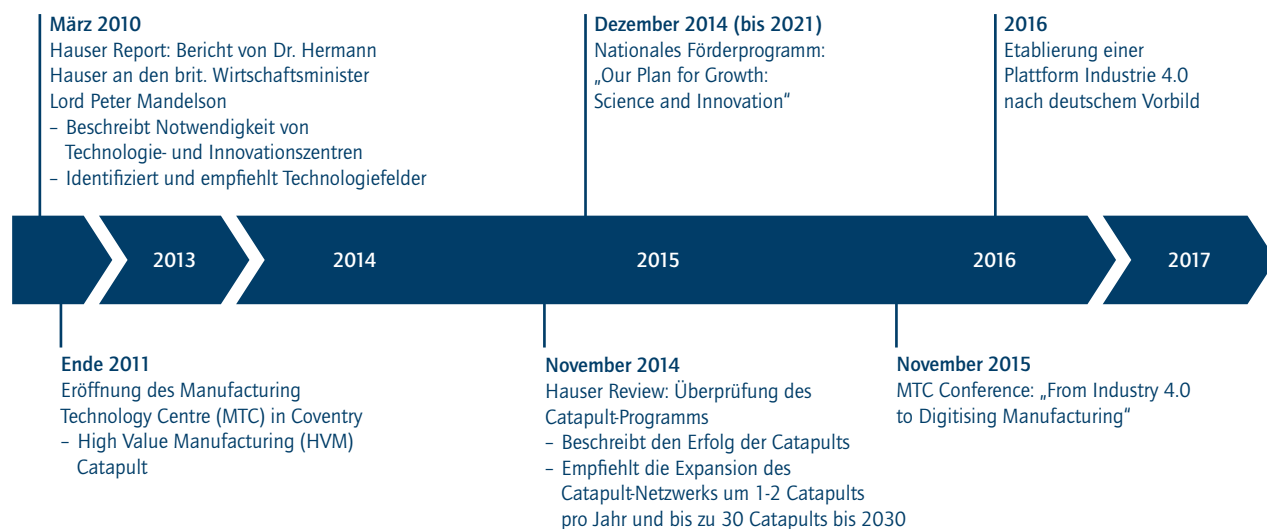 März 2010
Hauser Report: Bericht von Dr. Hermann
Hauser an den brit. Wirtschaftsminister
Lord Peter Mandelson
– Beschreibt Notwendigkeit von
Technologie- und Innovationszentren
– Identifiziert und empfiehlt Technologiefelder
Dezember 2014 (bis 2021)
Nationales Förderprogramm:
„Our Plan for Growth:
Science and Innovation“
2016
Etablierung einer
Plattform Industrie 4.0
nach deutschem Vorbild
2013
2014
2015
2016
2017
Ende 2011
Eröffnung des Manufacturing
Technology Centre (MTC) in Coventry
– High Value Manufacturing (HVM)
Catapult
November 2014
Hauser Review: Überprüfung des
Catapult-Programms
– Beschreibt den Erfolg der Catapults
– Empfiehlt die Expansion des
Catapult-Netzwerks um 1-2 Catapults
pro Jahr und bis zu 30 Catapults bis 2030
November 2015
MTC Conference: „From Industry 4.0
to Digitising Manufacturing“